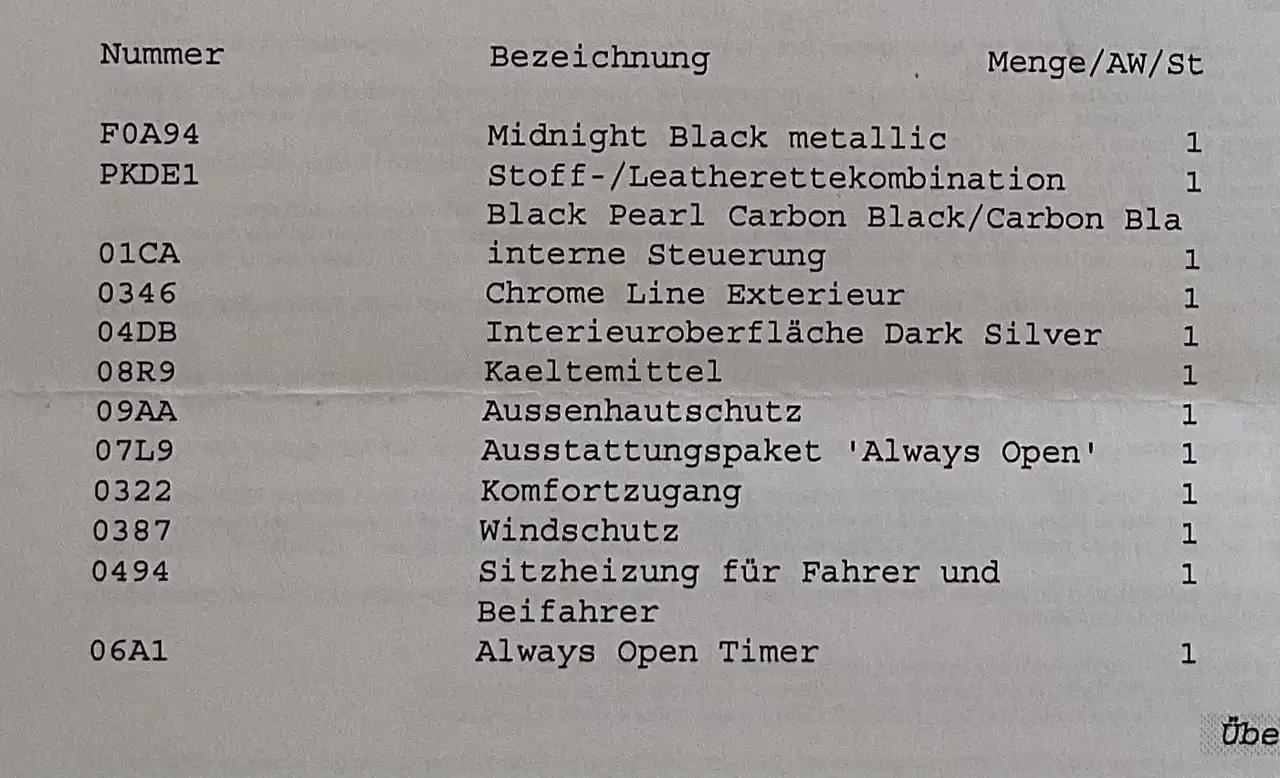 Nummer Bezeichnung Menge/AW/St
F0A94 Midnight Black metallic 1
PKDE1 Stoff-/Leatherettekombination 1
Black Pearl Carbon Black/Carbon Bla
01CA interne Steuerung 1
0346 Chrome Line Exterieur 1
04DB Interieuroberfläche Dark Silver 1
08R9 Kaeltemittel 1
09AA Aussenhautschutz 1
07L9 Ausstattungspaket 'Always Open' 1
0322 Komfortzugang 1
0387 Windschutz 1
0494 Sitzheizung für Fahrer und 1
Beifahrer
06A1 Always Open Timer 1
Übe